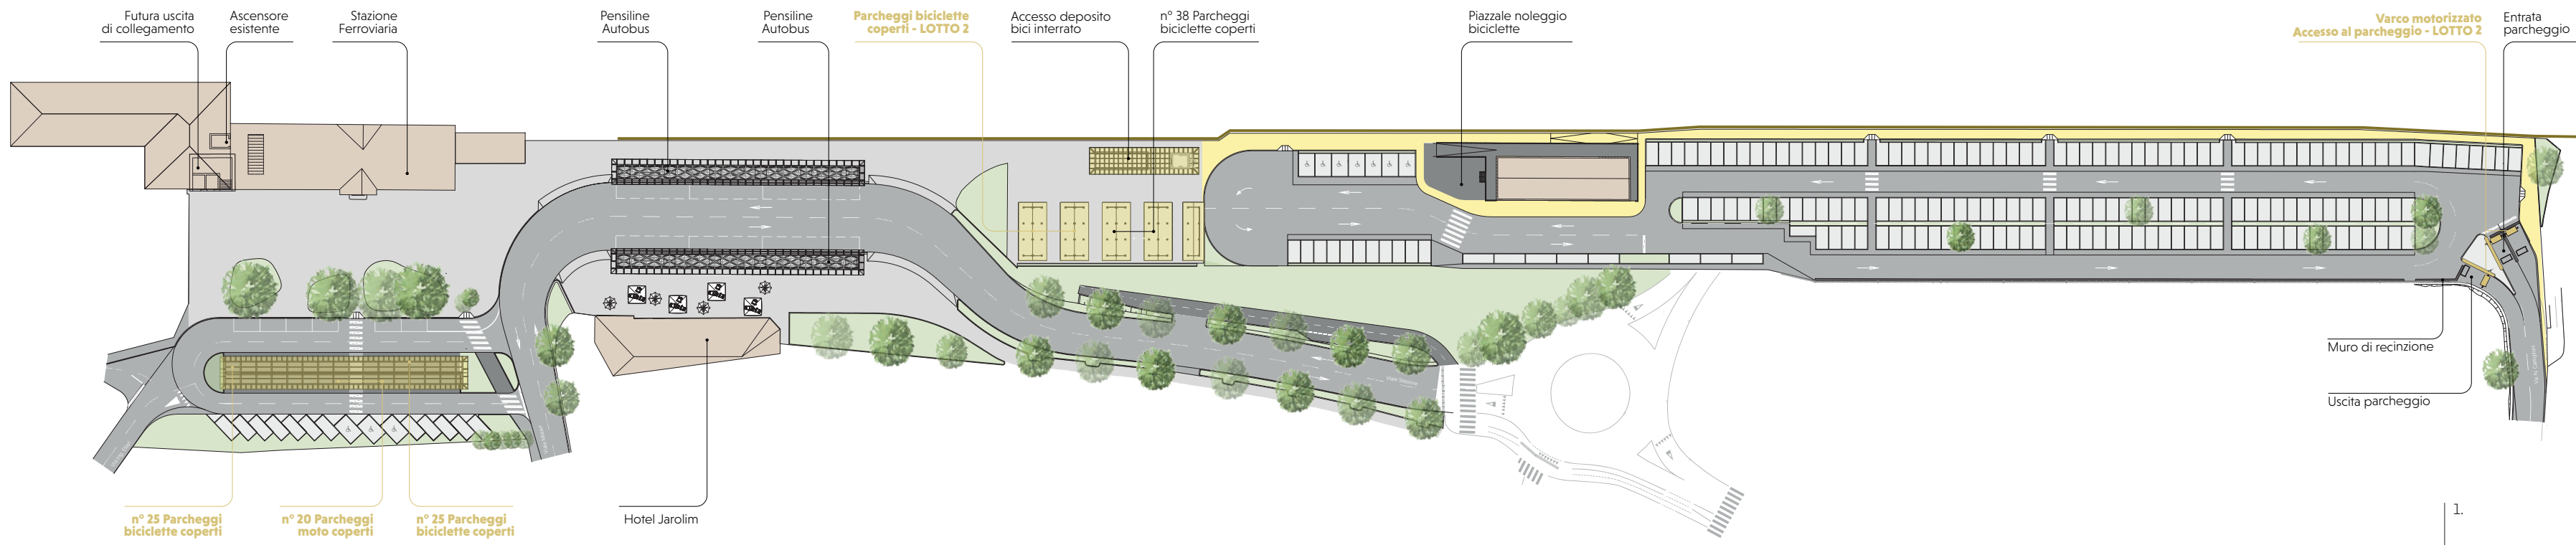 Futura uscita
di collegamento
Ascensore
esistente
Stazione
Ferroviaria
Pensiline
Autobus
Pensiline
Autobus
Parcheggi biciclette
coperti - LOTTO 2
Accesso deposito
bici interrato
n° 38 Parcheggi
biciclette coperti
Piazzale noleggio
biciclette
Varco motorizzato
Accesso al parcheggio - LOTTO 2
Entrata
parcheggio
Muro di recinzione
Uscita parcheggio
n° 25 Parcheggi
biciclette coperti
n° 20 Parcheggi
moto coperti
n° 25 Parcheggi
biciclette coperti
Hotel Jarolim
1.